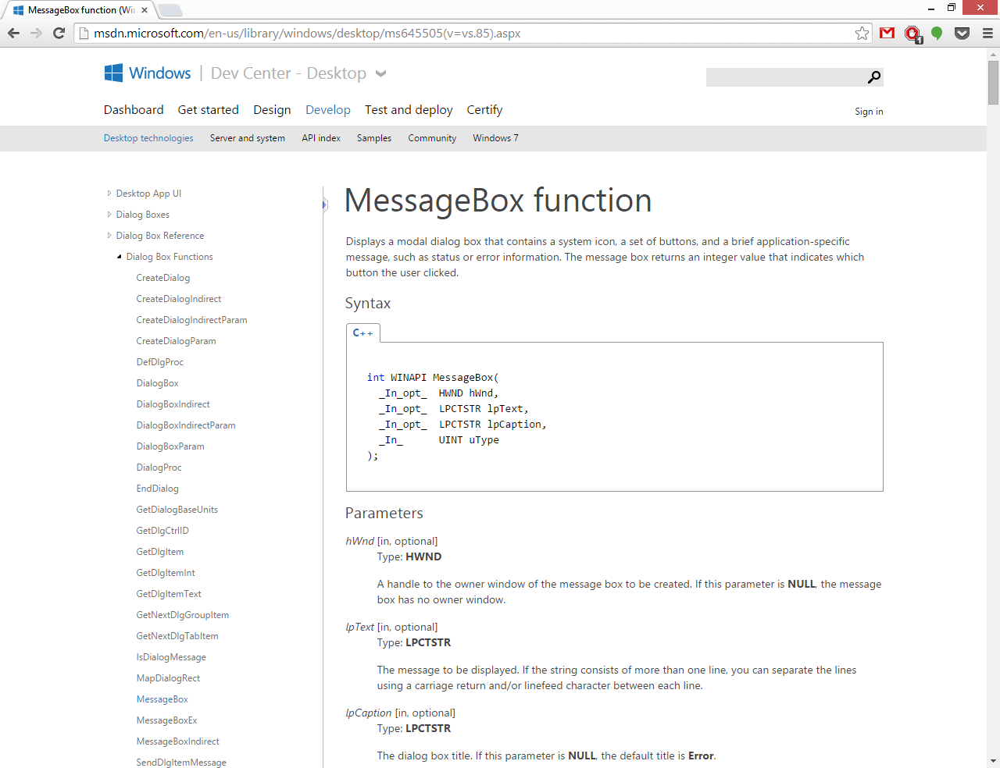 MessageBox function (Wi
msdn.microsoft.com/en-us/library/windows/desktop/ms645505(v=vs.85).aspx
1
Windows | Dev Center - Desktop
Dashboard Get started Design Develop Test and deploy Certify
Sign in
Desktop technologies Server and system API index Samples Community Windows 7
Desktop App UI
Dialog Boxes
Dialog Box Reference
Dialog Box Functions
CreateDialog
CreateDialogIndirect
CreateDialogIndirectParam
CreateDialogParam
DefDlgProc
DialogBox
DialogBoxIndirect
DialogBoxIndirectParam
DialogBoxParam
DialogProc
EndDialog
GetDialogBaseUnits
GetDlgCtrlID
GetDlgItem
GetDlgItemInt
GetDlgItemText
GetNextDlgGroupItem
GetNextDlgTabItem
IsDialogMessage
MapDialogRect
MessageBox
MessageBoxEx
MessageBoxIndirect
SendDlgItemMessage
MessageBox function
Displays a modal dialog box that contains a system icon, a set of buttons, and a brief application-specific
message, such as status or error information. The message box returns an integer value that indicates which
button the user clicked.
Syntax
C++
int WINAPI MessageBox(
_In_opt_ HWND hWnd,
_In_opt_ LPCTSTR lpText,
_In_opt_ LPCTSTR lpCaption,
_In_ UINT uType
);
Parameters
hWnd [in, optional]
Type: HWND
A handle to the owner window of the message box to be created. If this parameter is NULL, the message
box has no owner window.
lpText [in, optional]
Type: LPCTSTR
The message to be displayed. If the string consists of more than one line, you can separate the lines
using a carriage return and/or linefeed character between each line.
lpCaption [in, optional]
Type: LPCTSTR
The dialog box title. If this parameter is NULL, the default title is Error.